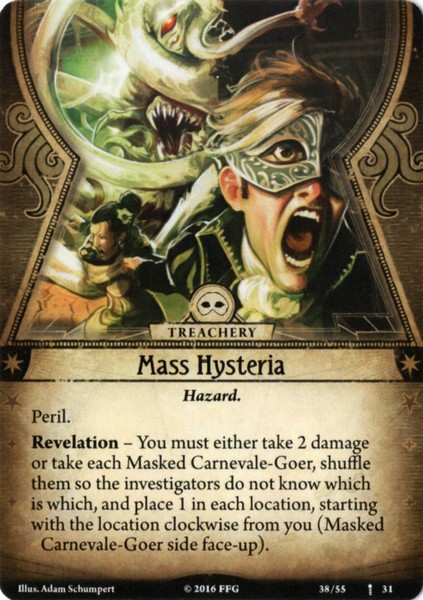 TREACHERY
Mass Hysteria
Hazard.
Peril.
Revelation – You must either take 2 damage
or take each Masked Carnevale-Goer, shuffle
them so the investigators do not know which
is which, and place 1 in each location, starting
with the location clockwise from you (Masked
Carnevale-Goer side face-up).
Illus. Adam Schumpert © 2016 FFG 38/55 31